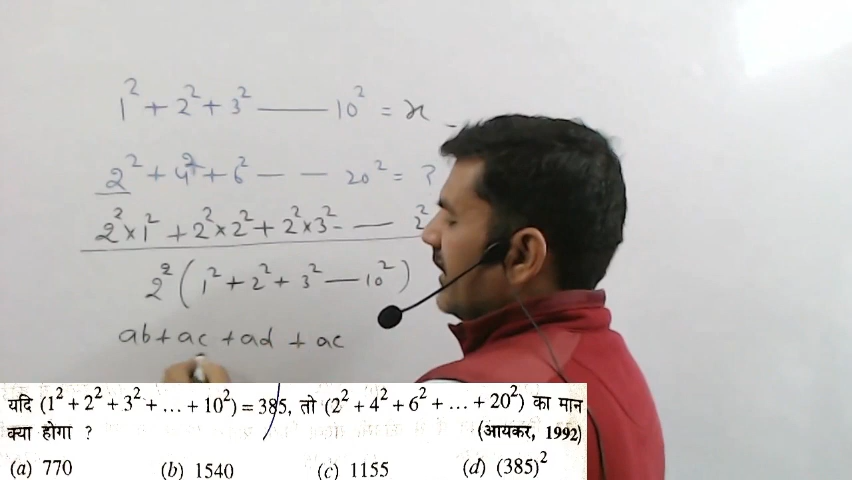 1² + 2² + 3² —— 10² = x
2² + 4² + 6² — — 20² = ?
2²×1² + 2²×2² + 2²×3² - — 2²
2² ( 1² + 2² + 3² — 10² )
ab + ac + ad + ac
यदि (1² + 2² + 3² + ... + 10²) = 385, तो (2² + 4² + 6² + ... + 20²) का मान
क्या होगा ? (आयकर, 1992)
(a) 770 (b) 1540 (c) 1155 (d) (385)²